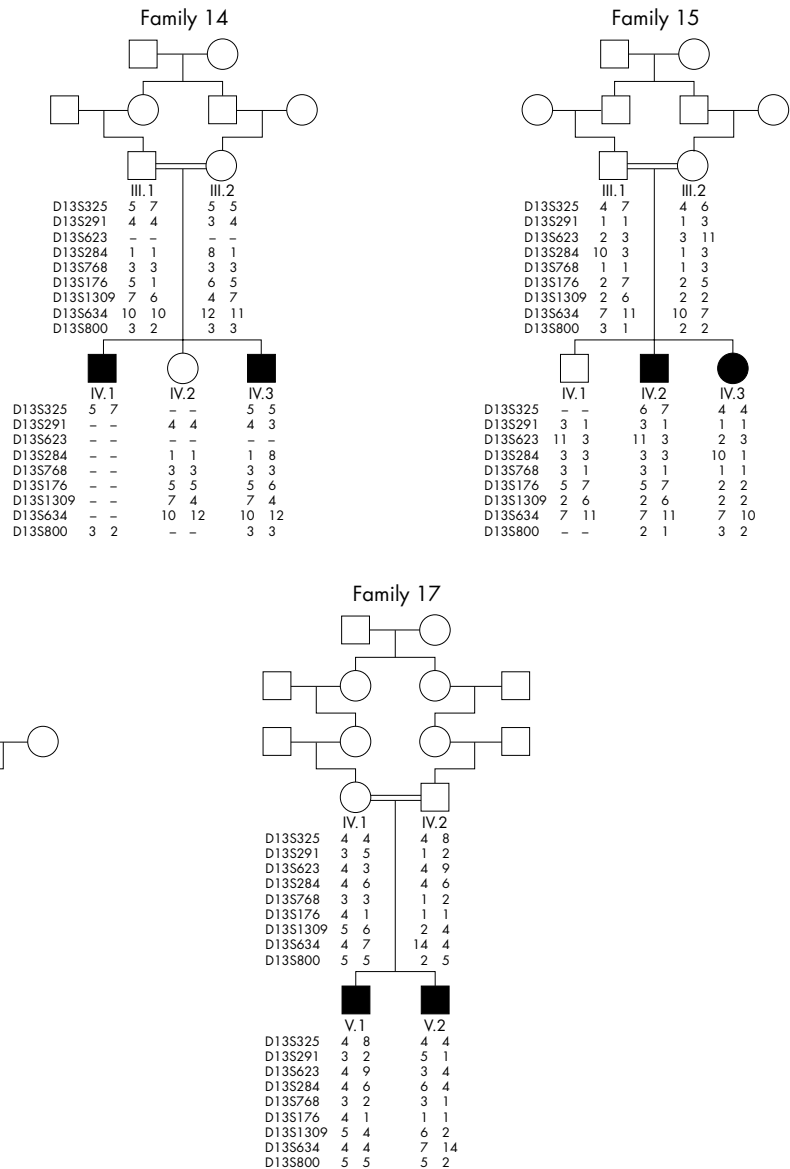 Family 14
III.1 III.2
D13S325 5 7 5 5
D13S291 4 4 3 4
D13S623 – – – –
D13S284 1 1 8 1
D13S768 3 3 3 3
D13S176 5 1 6 5
D13S1309 7 6 4 7
D13S634 10 10 12 11
D13S800 3 2 3 3
IV.1 IV.2 IV.3
D13S325 5 7 – – 5 5
D13S291 – – 4 4 4 3
D13S623 – – – – – –
D13S284 – – 1 1 1 8
D13S768 – – 3 3 3 3
D13S176 – – 5 5 5 6
D13S1309 – – 7 4 7 4
D13S634 – – 10 12 10 12
D13S800 3 2 – – 3 3
Family 15
III.1 III.2
D13S325 4 7 4 6
D13S291 1 1 1 3
D13S623 2 3 3 11
D13S284 10 3 1 3
D13S768 1 1 1 3
D13S176 2 7 2 5
D13S1309 2 6 2 2
D13S634 7 11 10 7
D13S800 3 1 2 2
IV.1 IV.2 IV.3
D13S325 – – 6 7 4 4
D13S291 3 1 3 1 1 1
D13S623 11 3 11 3 2 3
D13S284 3 3 3 3 10 1
D13S768 3 1 3 1 1 1
D13S176 5 7 5 7 2 2
D13S1309 2 6 2 6 2 2
D13S634 7 11 7 11 7 10
D13S800 – – 2 1 3 2
Family 17
IV.1 IV.2
D13S325 4 4 4 8
D13S291 3 5 1 2
D13S623 4 3 4 9
D13S284 4 6 4 6
D13S768 3 3 1 2
D13S176 4 1 1 1
D13S1309 5 6 2 4
D13S634 4 7 14 4
D13S800 5 5 2 5
V.1 V.2
D13S325 4 8 4 4
D13S291 3 2 5 1
D13S623 4 9 3 4
D13S284 4 6 6 4
D13S768 3 2 3 1
D13S176 4 1 1 1
D13S1309 5 4 6 2
D13S634 4 4 7 14
D13S800 5 5 5 2